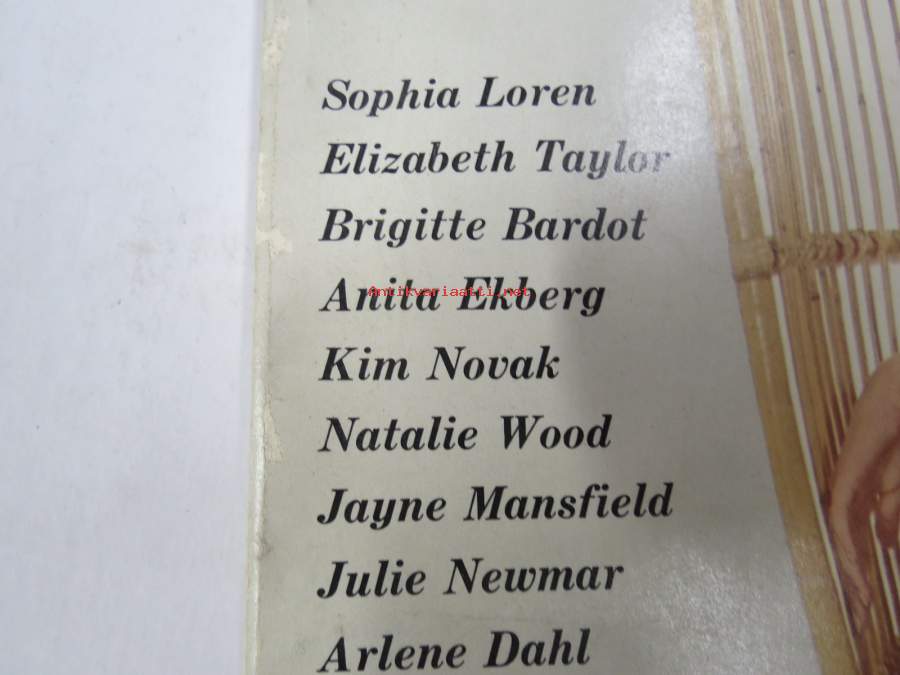 Sophia Loren
Elizabeth Taylor
Brigitte Bardot
Anita Ekberg
Antikvariaatti.net
Kim Novak
Natalie Wood
Jayne Mansfield
Julie Newmar
Arlene Dahl